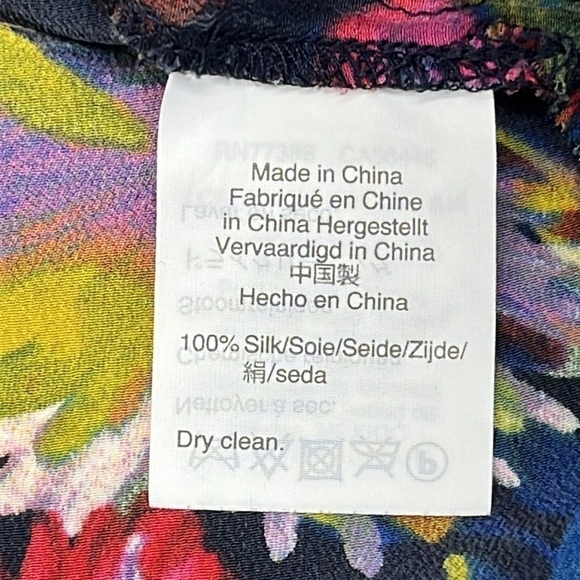 Made in China
Fabriqué en Chine
in China Hergestellt
Vervaardigd in China
中国製
Hecho en China
100% Silk/Soie/Seide/Zijde/
絹/seda
Dry clean.